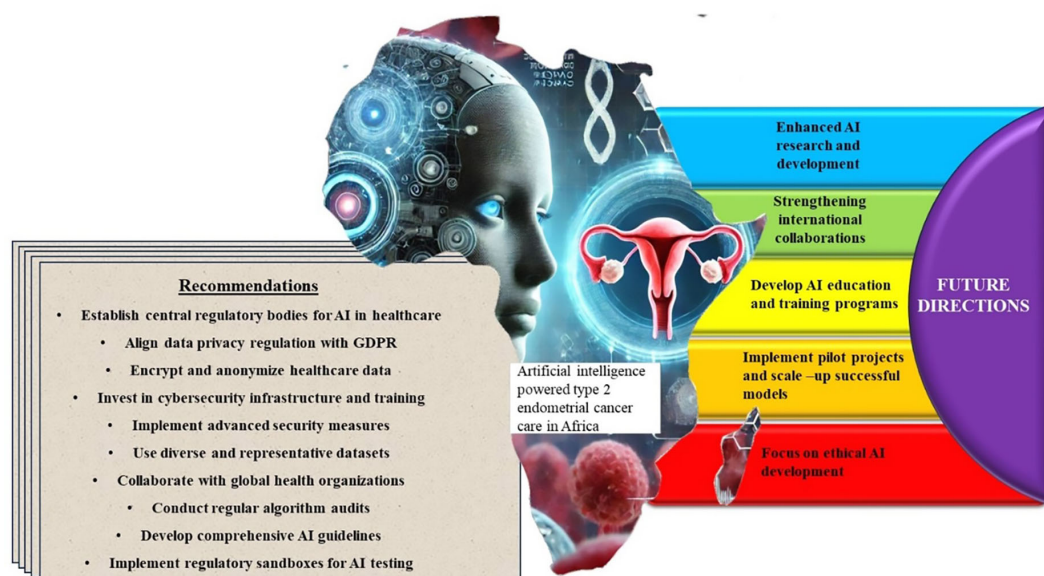 Recommendations
• Establish central regulatory bodies for AI in healthcare
• Align data privacy regulation with GDPR
• Encrypt and anonymize healthcare data
• Invest in cybersecurity infrastructure and training
• Implement advanced security measures
• Use diverse and representative datasets
• Collaborate with global health organizations
• Conduct regular algorithm audits
• Develop comprehensive AI guidelines
• Implement regulatory sandboxes for AI testing
Artificial intelligence
powered type 2
endometrial cancer
care in Africa
Enhanced AI
research and
development
Strengthening
international
collaborations
Develop AI education
and training programs
Implement pilot projects
and scale –up successful
models
Focus on ethical AI
development
FUTURE
DIRECTIONS